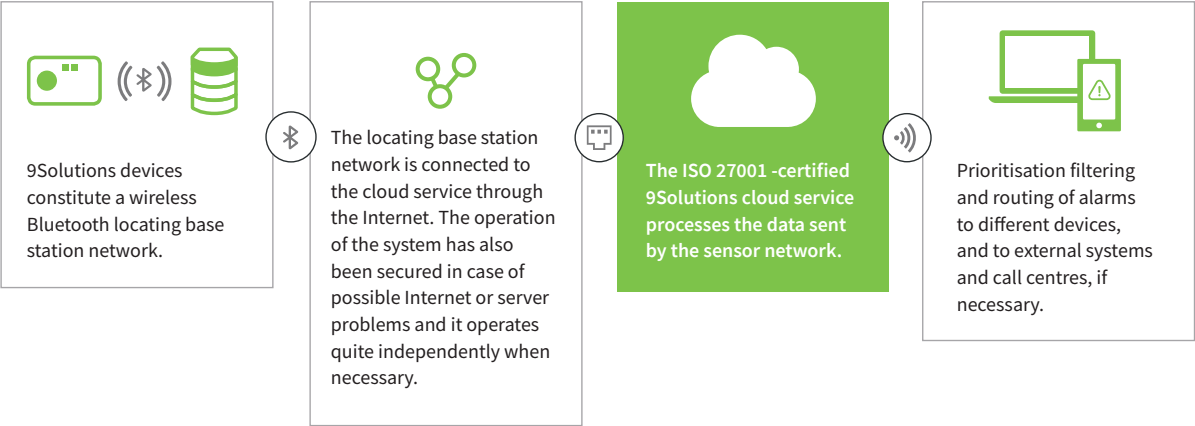 9Solutions devices
constitute a wireless
Bluetooth locating base
station network.
The locating base station
network is connected to
the cloud service through
the Internet. The operation
of the system has also
been secured in case of
possible Internet or server
problems and it operates
quite independently when
necessary.
The ISO 27001 -certified
9Solutions cloud service
processes the data sent
by the sensor network.
Prioritisation filtering
and routing of alarms
to different devices,
and to external systems
and call centres, if
necessary.